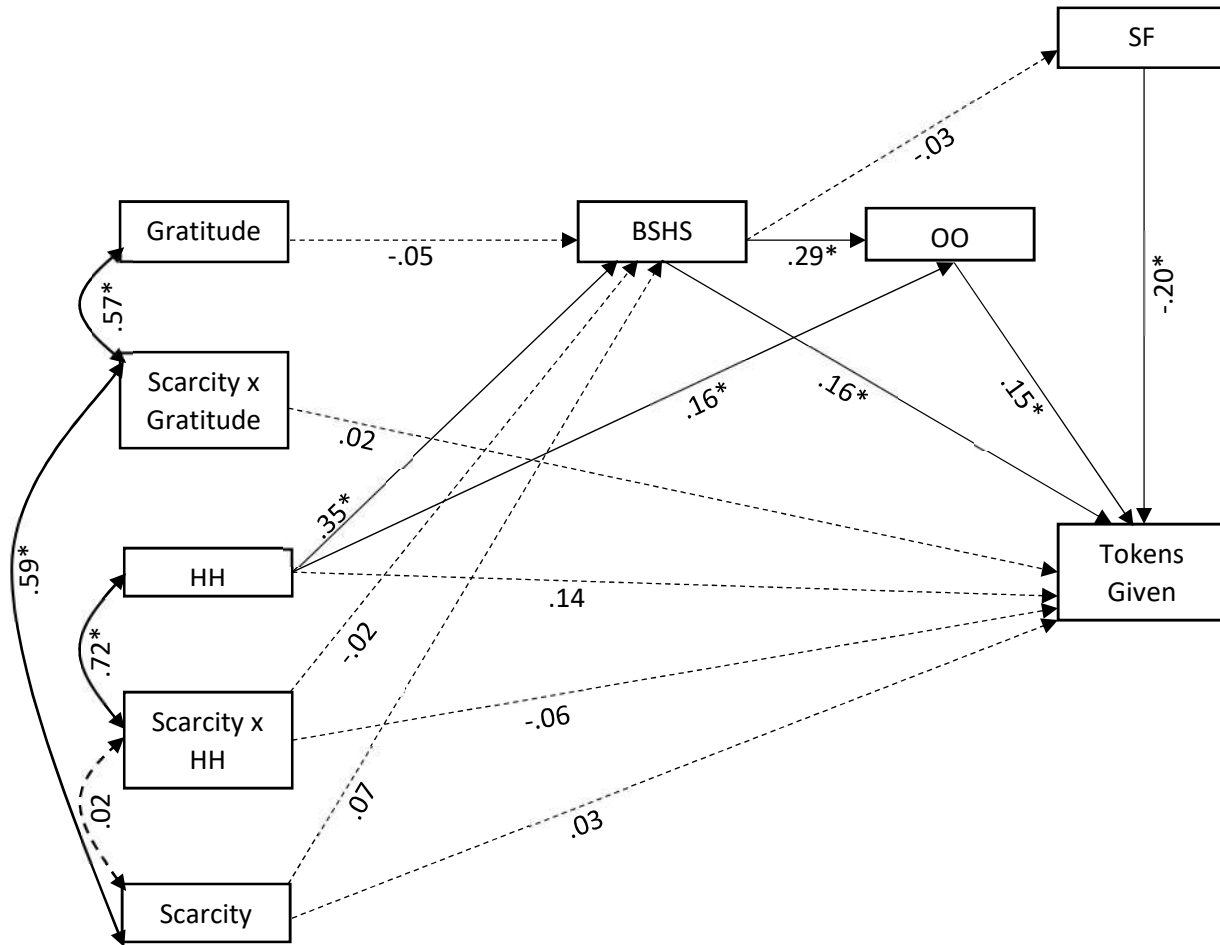 SF
-.03
Gratitude
BSHS
OO
-.05
.29*
-.20*
.57*
Scarcity x
Gratitude
.02
.16*
.16*
.15*
.35*
.59*
HH
.14
Tokens
Given
.72*
-.02
Scarcity x
HH
-.06
.02
.07
.03
Scarcity